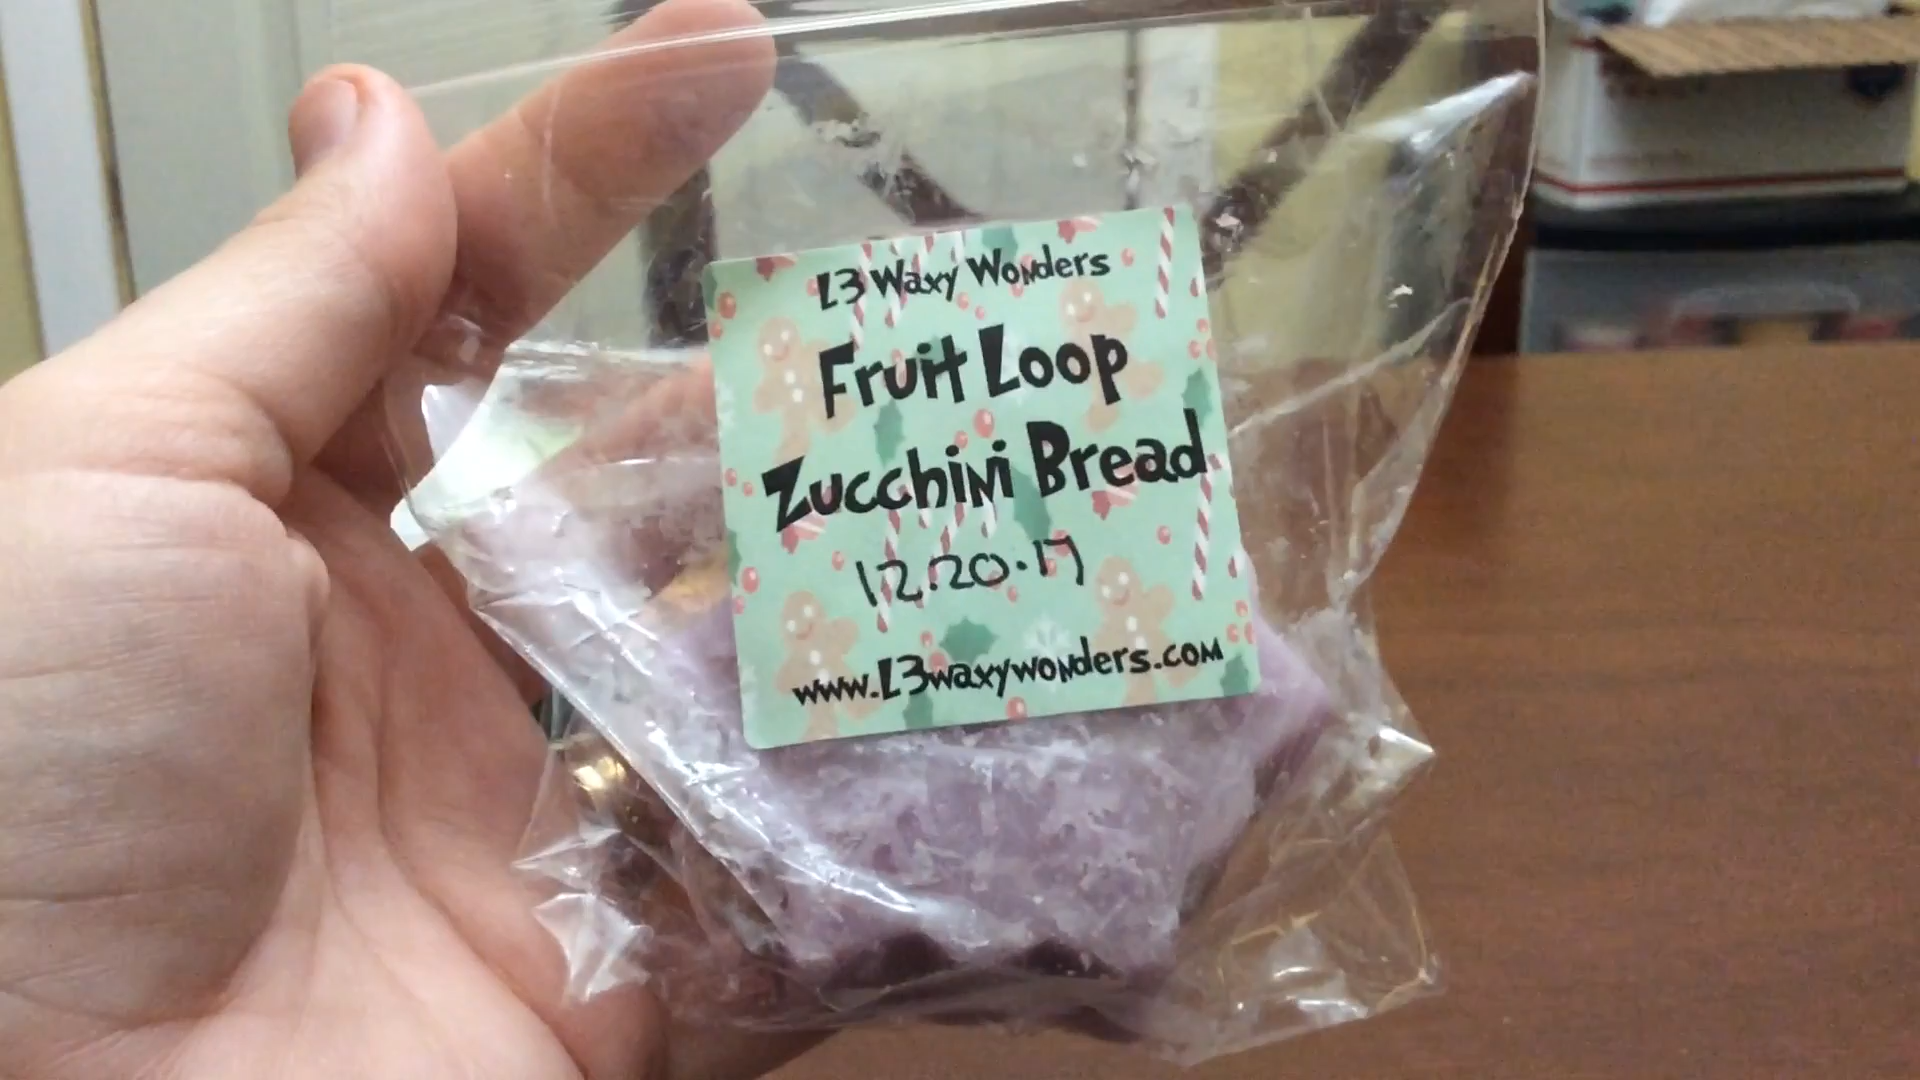 L3 Waxy Wonders
Fruit Loop
Zucchini Bread
12.20.17
www.L3waxywonders.com